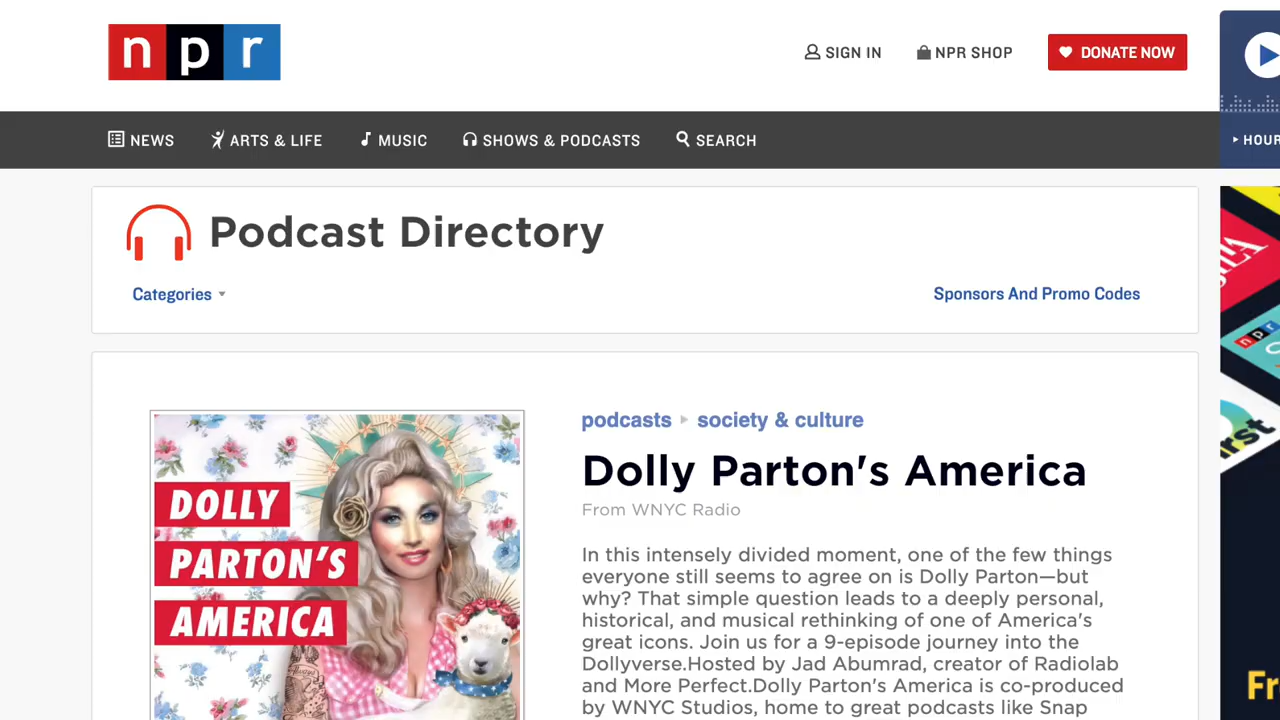 npr
SIGN IN
NPR SHOP
DONATE NOW
NEWS
ARTS & LIFE
MUSIC
SHOWS & PODCASTS
SEARCH
HOUR
Podcast Directory
Categories
Sponsors And Promo Codes
npr
podcasts
society & culture
Dolly Parton's America
From WNYC Radio
DOLLY
PARTON'S
AMERICA
In this intensely divided moment, one of the few things
everyone still seems to agree on is Dolly Parton—but
why? That simple question leads to a deeply personal,
historical, and musical rethinking of one of America's
great icons. Join us for a 9-episode journey into the
Dollyverse.Hosted by Jad Abumrad, creator of Radiolab
and More Perfect.Dolly Parton's America is co-produced
by WNYC Studios, home to great podcasts like Snap
Fr